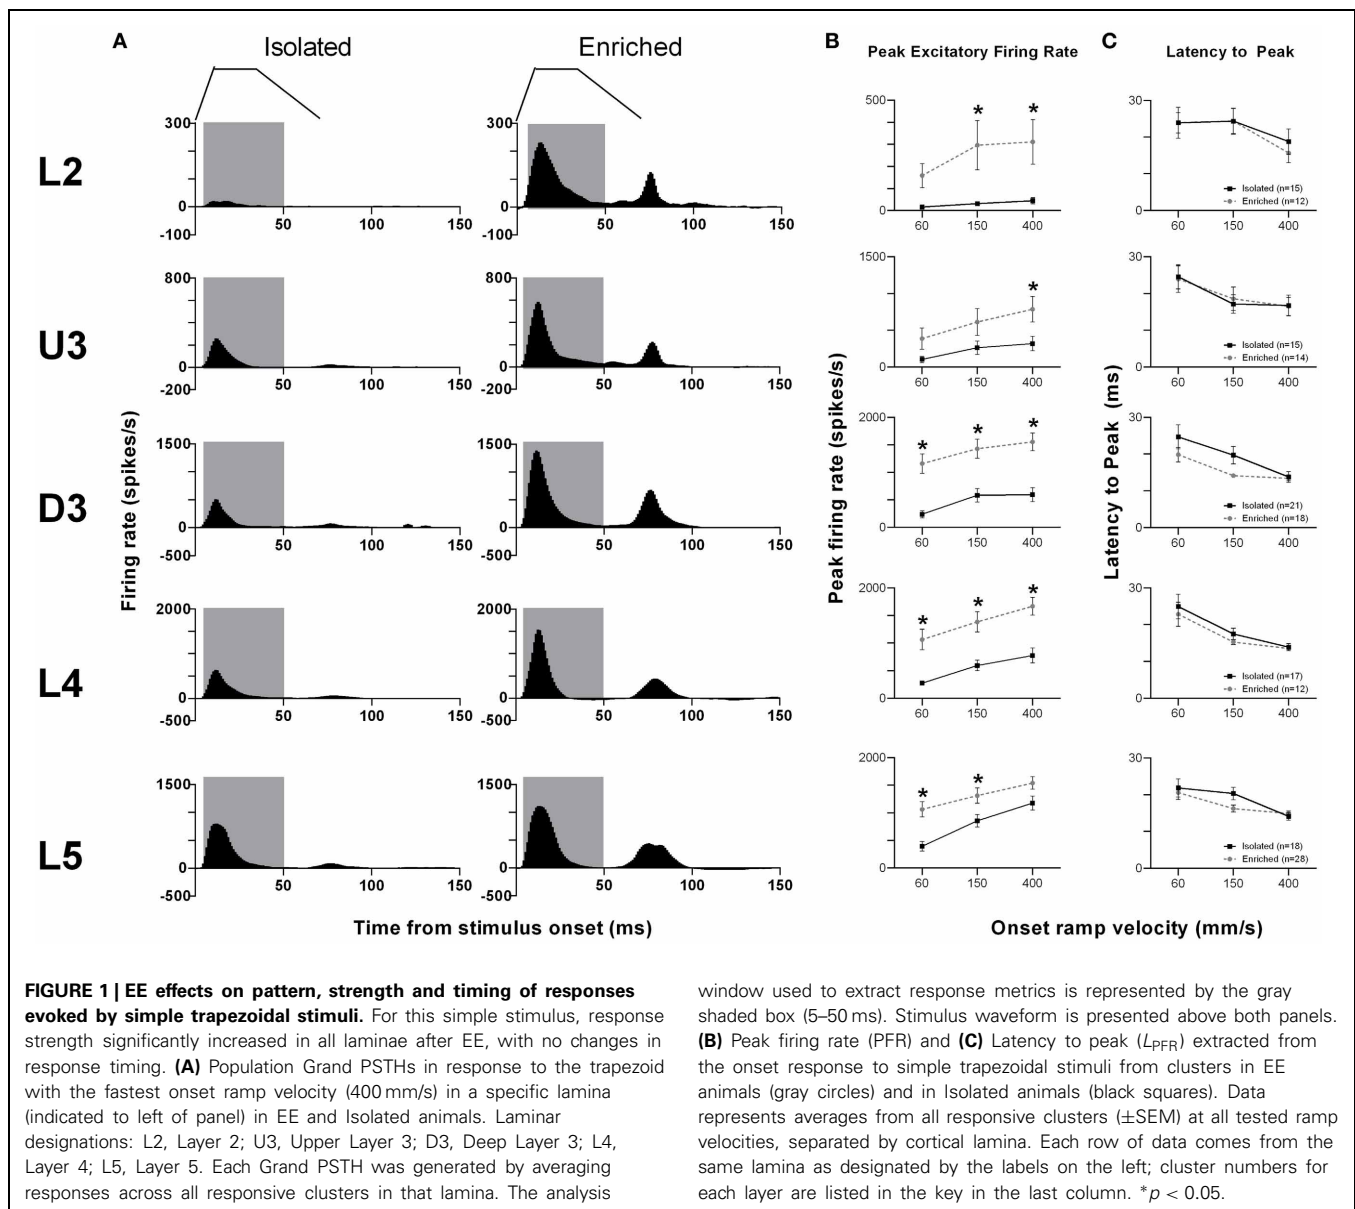 A
Isolated
Enriched
B
Peak Excitatory Firing Rate
C
Latency to Peak
L2
300
0
-100
50
100
150
300
0
-100
50
100
150
500
0
60
150
400
*
*
30
0
60
150
400
Isolated (n=15)
Enriched (n=12)
U3
800
0
-200
50
100
150
800
0
-200
50
100
150
1500
0
60
150
400
*
30
0
60
150
400
Isolated (n=15)
Enriched (n=14)
D3
1500
0
-500
50
100
150
1500
0
-500
50
100
150
2000
0
60
150
400
*
*
*
30
0
60
150
400
Isolated (n=21)
Enriched (n=18)
L4
2000
0
-500
50
100
150
2000
0
-500
50
100
150
2000
0
60
150
400
*
*
*
30
0
60
150
400
Isolated (n=17)
Enriched (n=12)
L5
1500
0
-500
50
100
150
1500
0
-500
50
100
150
2000
0
60
150
400
*
*
30
0
60
150
400
Isolated (n=18)
Enriched (n=28)
Firing rate (spikes/s)
Peak firing rate (spikes/s)
Latency to Peak (ms)
Time from stimulus onset (ms)
Onset ramp velocity (mm/s)
FIGURE 1 | EE effects on pattern, strength and timing of responses
evoked by simple trapezoidal stimuli. For this simple stimulus, response
strength significantly increased in all laminae after EE, with no changes in
response timing. (A) Population Grand PSTHs in response to the trapezoid
with the fastest onset ramp velocity (400 mm/s) in a specific lamina
(indicated to left of panel) in EE and Isolated animals. Laminar
designations: L2, Layer 2; U3, Upper Layer 3; D3, Deep Layer 3; L4,
Layer 4; L5, Layer 5. Each Grand PSTH was generated by averaging
responses across all responsive clusters in that lamina. The analysis
window used to extract response metrics is represented by the gray
shaded box (5–50 ms). Stimulus waveform is presented above both panels.
(B) Peak firing rate (PFR) and (C) Latency to peak (LPFR) extracted from
the onset response to simple trapezoidal stimuli from clusters in EE
animals (gray circles) and in Isolated animals (black squares). Data
represents averages from all responsive clusters (±SEM) at all tested ramp
velocities, separated by cortical lamina. Each row of data comes from the
same lamina as designated by the labels on the left; cluster numbers for
each layer are listed in the key in the last column. *p < 0.05.